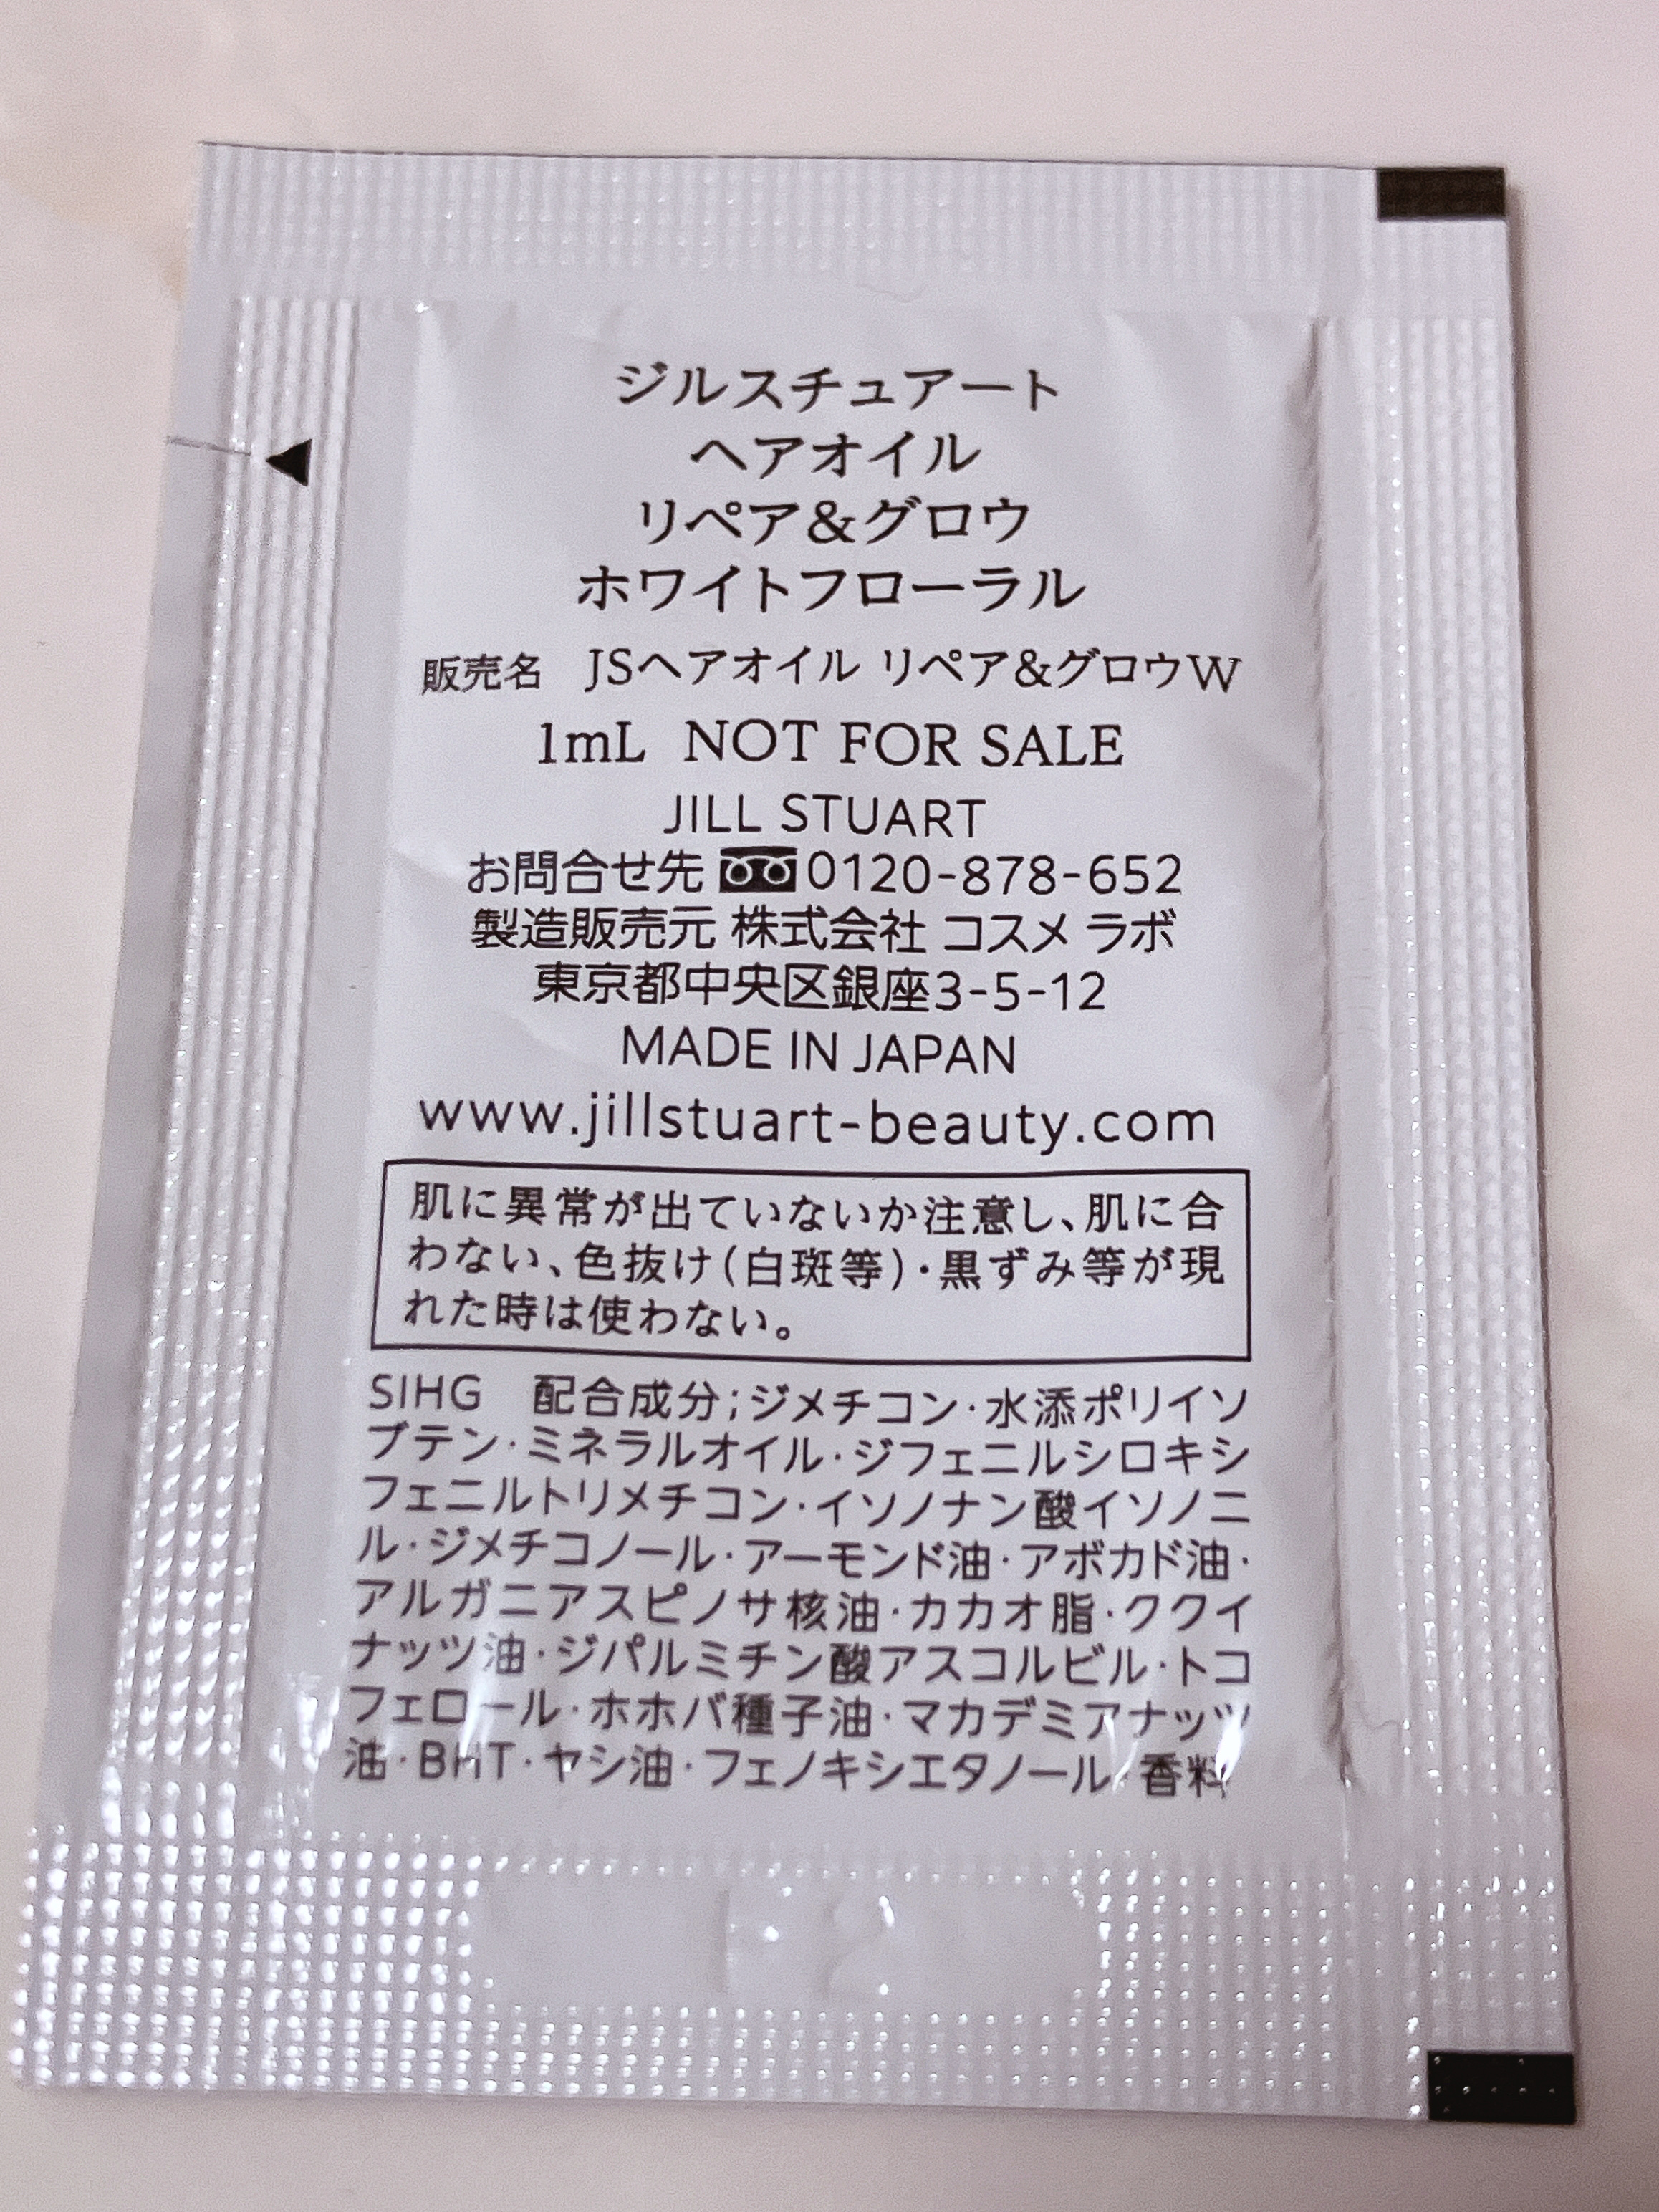 ジルスチュアート
ヘアオイル
リペア&グロウ
ホワイトフローラル
販売名 JSヘアオイル リペア&グロウW
1mL NOT FOR SALE
JILL STUART
お問合せ先 0120-878-652
製造販売元 株式会社 コスメ ラボ
東京都中央区銀座3-5-12
MADE IN JAPAN
www.jillstuart-beauty.com
肌に異常が出ていないか注意し、肌に合
わない、色抜け(白斑等)・黒ずみ等が現
れた時は使わない。
SIHG 配合成分;ジメチコン・水添ポリイソ
ブテン・ミネラルオイル・ジフェニルシロキシ
フェニルトリメチコン・イソノナン酸イソノニ
ル・ジメチコノール・アーモンド油・アボカド油・
アルガニアスピノサ核油・カカオ脂・ククイ
ナッツ油・ジパルミチン酸アスコルビル・トコ
フェロール・ホホバ種子油・マカデミアナッツ
油・BHT・ヤシ油・フェノキシエタノール・香料